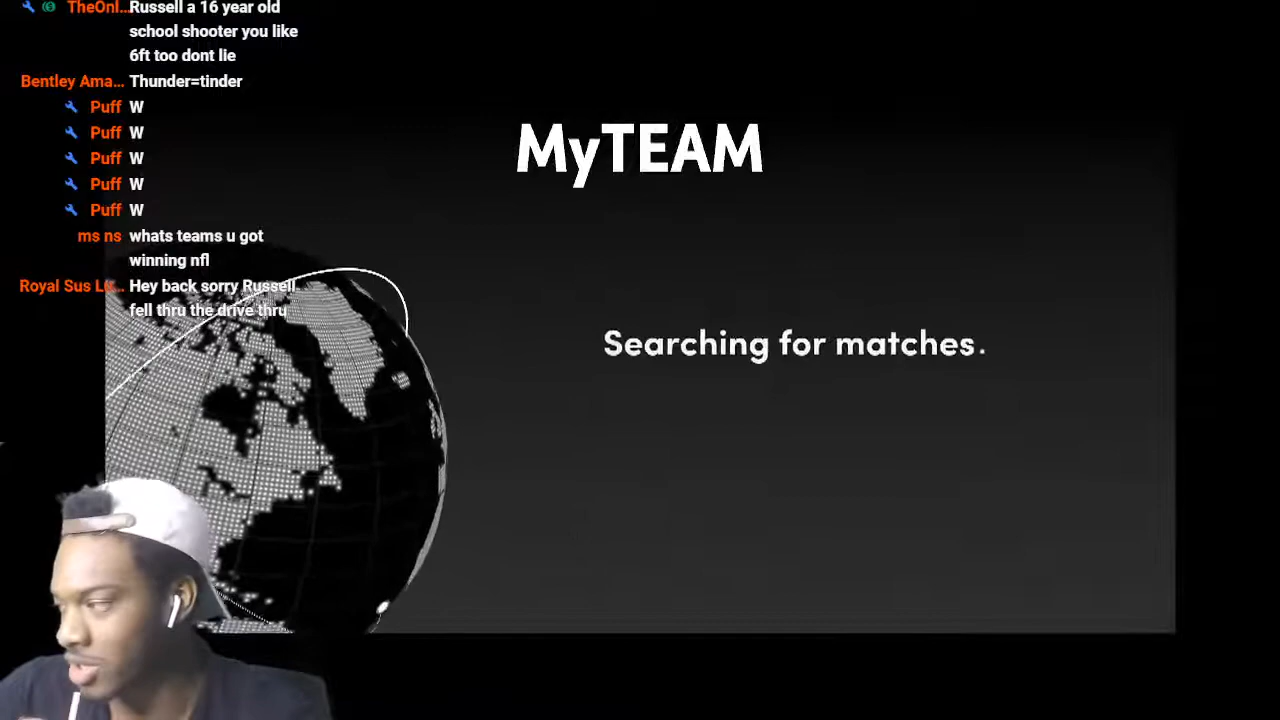 TheOnl... Russell a 16 year old
school shooter you like
6ft too dont lie
Bentley Ama... Thunder=tinder
Puff W
Puff W
Puff W
Puff W
Puff W
ms ns whats teams u got
winning nfl
Royal Sus L... Hey back sorry Russell
fell thru the drive thru
MyTEAM
Searching for matches.